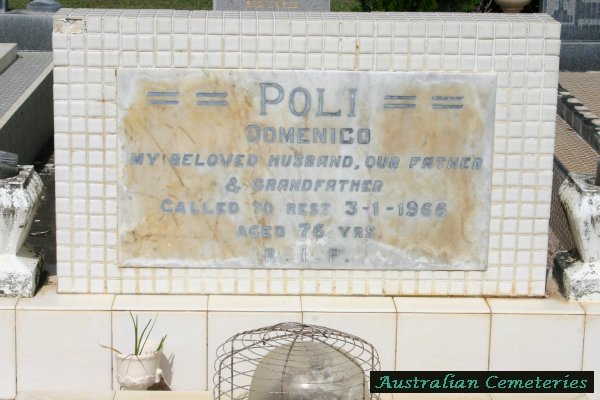 = = POLI = =
DOMENICO
MY BELOVED HUSBAND, OUR FATHER
& GRANDFATHER
CALLED TO REST 3-1-1966
AGED 76 YRS
R.I.P.
Australian Cemeteries